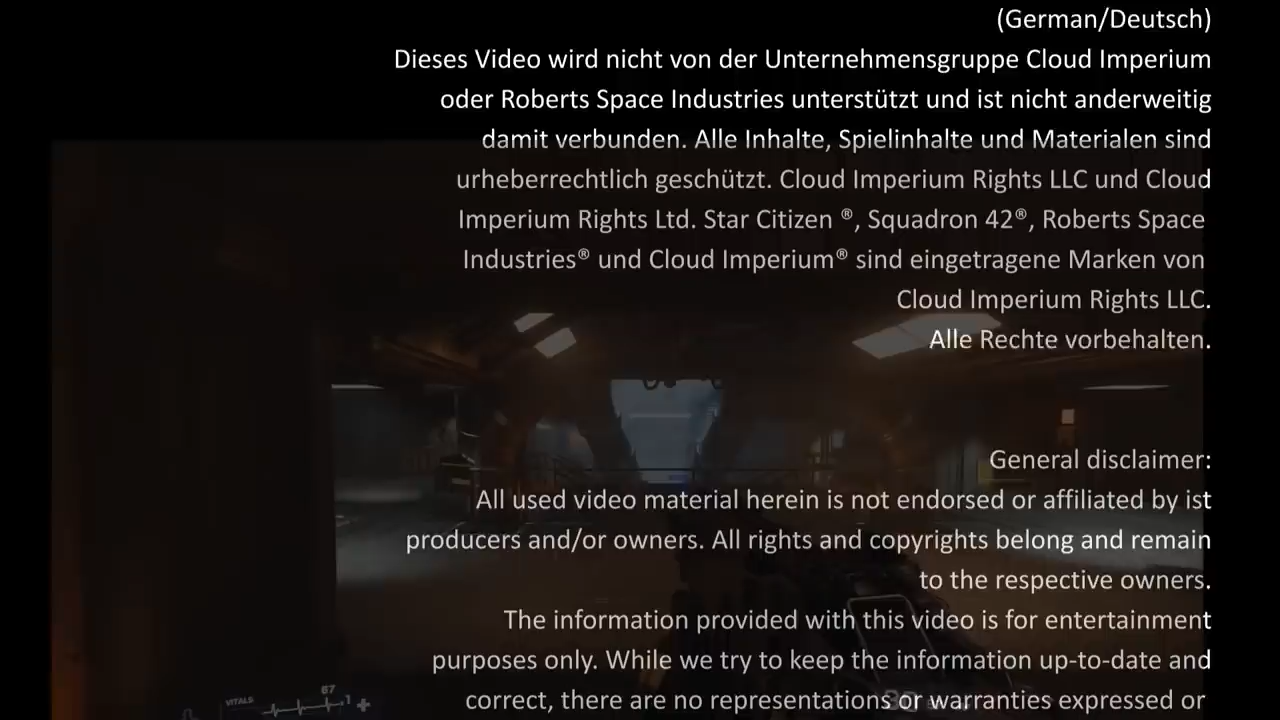 (German/Deutsch)
Dieses Video wird nicht von der Unternehmensgruppe Cloud Imperium
oder Roberts Space Industries unterstützt und ist nicht anderweitig
damit verbunden. Alle Inhalte, Spielinhalte und Materialen sind
urheberrechtlich geschützt. Cloud Imperium Rights LLC und Cloud
Imperium Rights Ltd. Star Citizen ®, Squadron 42®, Roberts Space
Industries® und Cloud Imperium® sind eingetragene Marken von
Cloud Imperium Rights LLC.
Alle Rechte vorbehalten.
General disclaimer:
All used video material herein is not endorsed or affiliated by ist
producers and/or owners. All rights and copyrights belong and remain
to the respective owners.
The information provided with this video is for entertainment
purposes only. While we try to keep the information up-to-date and
correct, there are no representations or warranties expressed or
VITALS
67